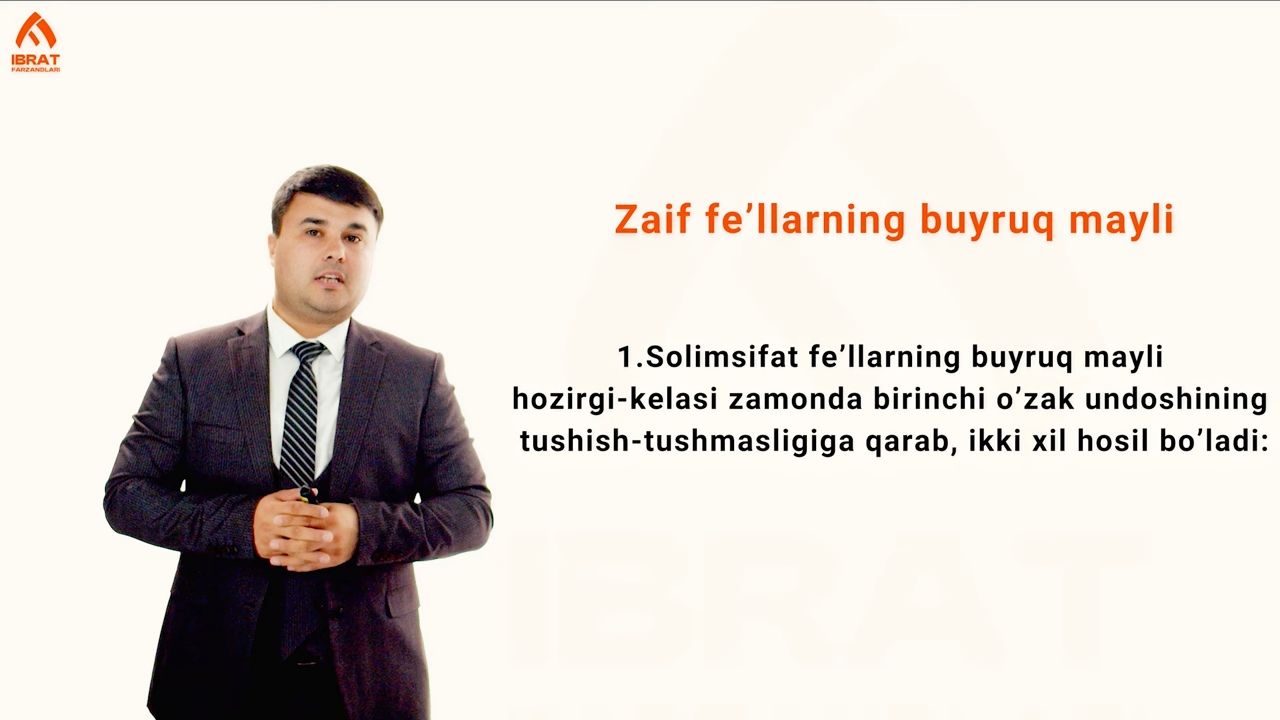 IBRAT
FARZANDLARI
Zaif fe’llarning buyruq mayli
1.Solimsifat fe’llarning buyruq mayli
hozirgi-kelasi zamonda birinchi o’zak undoshining
tushish-tushmasligiga qarab, ikki xil hosil bo’ladi:
IBRAT